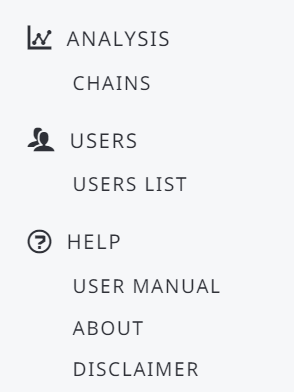 ANALYSIS
CHAINS
USERS
USERS LIST
HELP
USER MANUAL
ABOUT
DISCLAIMER